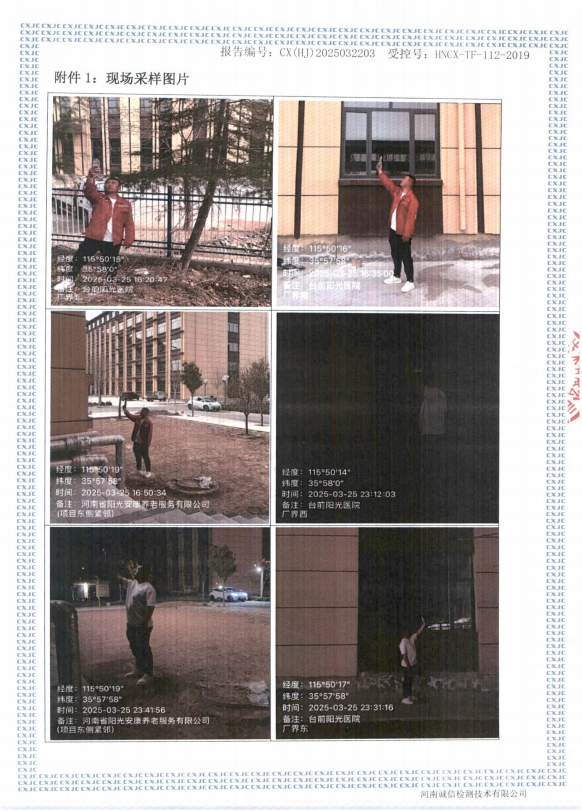 报告编号：CX(HJ)2025032203 受控号：HNCX-TF-112-2019
附件 1：现场采样图片
经度：115°50'15"
纬度：35°58'0"
时间：2025-03-25 16:20:47
备注：台前阳光医院
厂界北
经度：115°50'16"
纬度：35°57'58"
时间：2025-03-25 16:35:00
备注：台前阳光医院
厂界南
经度：115°50'19"
纬度：35°57'58"
时间：2025-03-25 16:50:34
备注：河南省阳光安康养老服务有限公司
(项目东侧紧邻)
经度：115°50'14"
纬度：35°58'0"
时间：2025-03-25 23:12:03
备注：台前阳光医院
厂界西
经度：115°50'19"
纬度：35°57'58"
时间：2025-03-25 23:41:56
备注：河南省阳光安康养老服务有限公司
(项目东侧紧邻)
经度：115°50'17"
纬度：35°57'58"
时间：2025-03-25 23:31:16
备注：台前阳光医院
厂界东
河南诚信检测技术有限公司